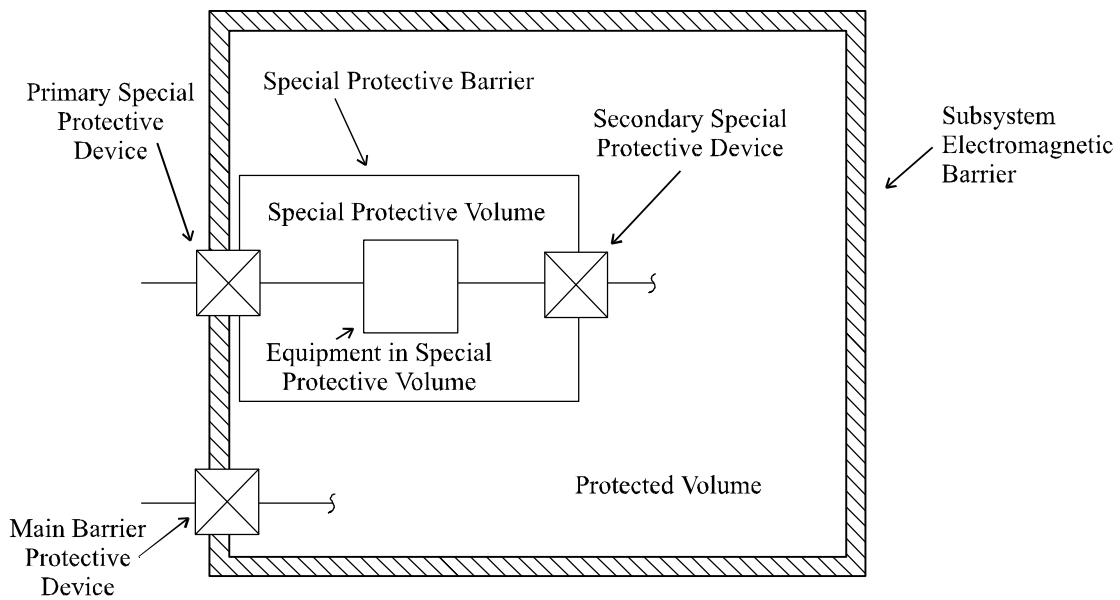 Primary Special
Protective
Device
Special Protective Barrier
Secondary Special
Protective Device
Subsystem
Electromagnetic
Barrier
Special Protective Volume
Equipment in Special
Protective Volume
Protected Volume
Main Barrier
Protective
Device